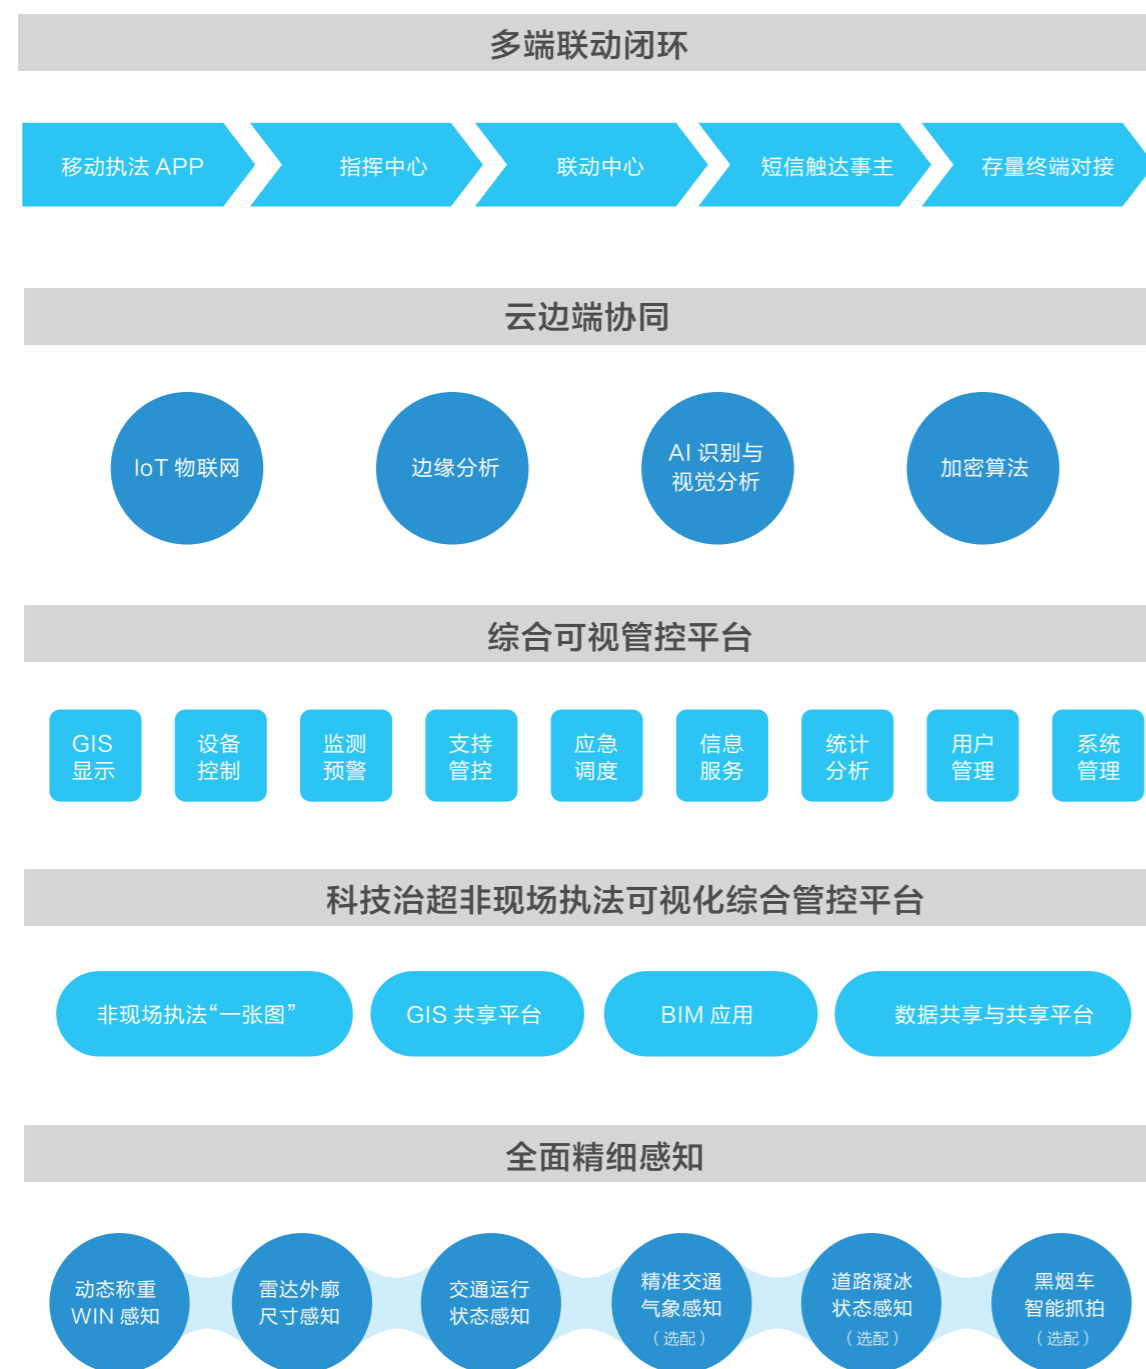 多端联动闭环
移动执法 APP
指挥中心
联动中心
短信触达事主
存量终端对接
云边端协同
IoT 物联网
边缘分析
AI 识别与
视觉分析
加密算法
综合可视管控平台
GIS
显示
设备
控制
监测
预警
支持
管控
应急
调度
信息
服务
统计
分析
用户
管理
系统
管理
科技治超非现场执法可视化综合管控平台
非现场执法“一张图”
GIS 共享平台
BIM 应用
数据共享与共享平台
全面精细感知
动态称重
WIN 感知
雷达外廓
尺寸感知
交通运行
状态感知
精准交通
气象感知
（选配）
道路凝冰
状态感知
（选配）
黑烟车
智能抓拍
（选配）